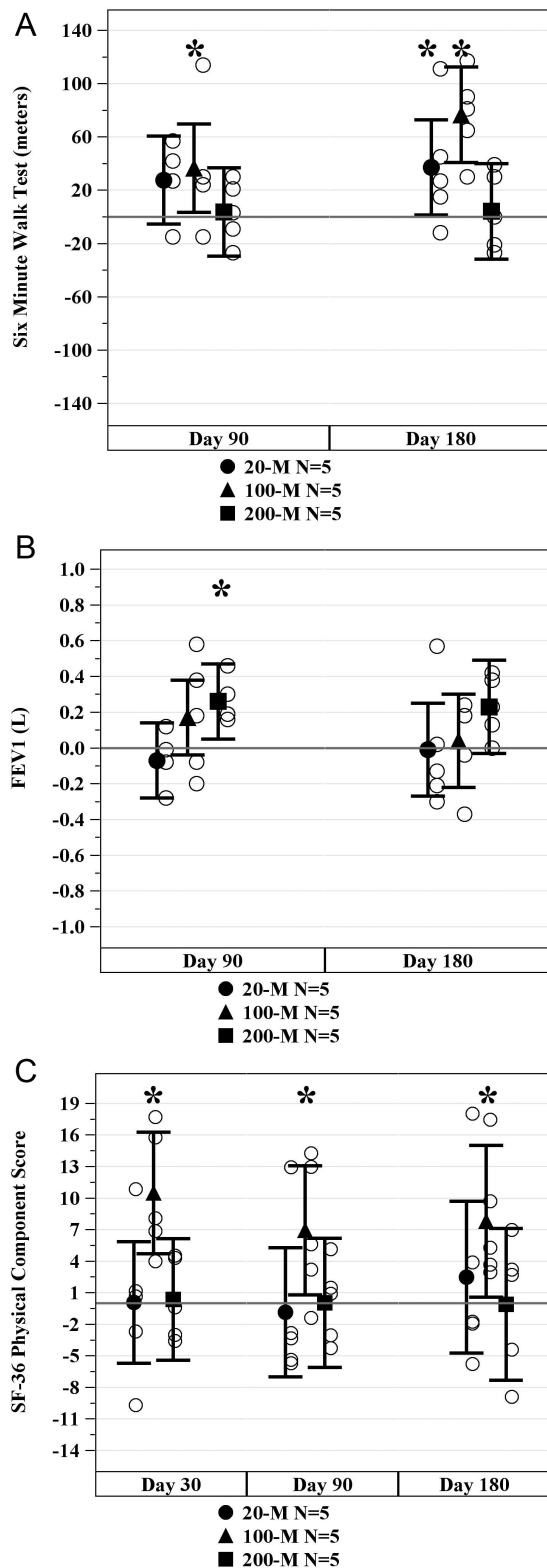 A
Six Minute Walk Test (meters)
140
100
60
20
-20
-60
-100
-140
* * *
Day 90 Day 180
● 20-M N=5
▲ 100-M N=5
■ 200-M N=5
B
FEV1 (L)
1.0
0.8
0.6
0.4
0.2
0.0
-0.2
-0.4
-0.6
-0.8
-1.0
*
Day 90 Day 180
● 20-M N=5
▲ 100-M N=5
■ 200-M N=5
C
SF-36 Physical Component Score
19
16
13
10
7
4
1
-2
-5
-8
-11
-14
* * *
Day 30 Day 90 Day 180
● 20-M N=5
▲ 100-M N=5
■ 200-M N=5